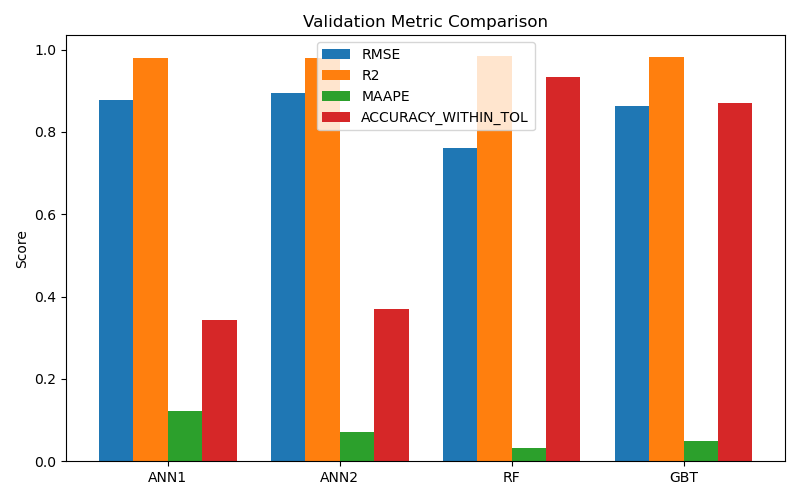 Validation Metric Comparison
RMSE
R2
MAAPE
ACCURACY_WITHIN_TOL
Score
1.0
0.8
0.6
0.4
0.2
0.0
ANN1 ANN2 RF GBT